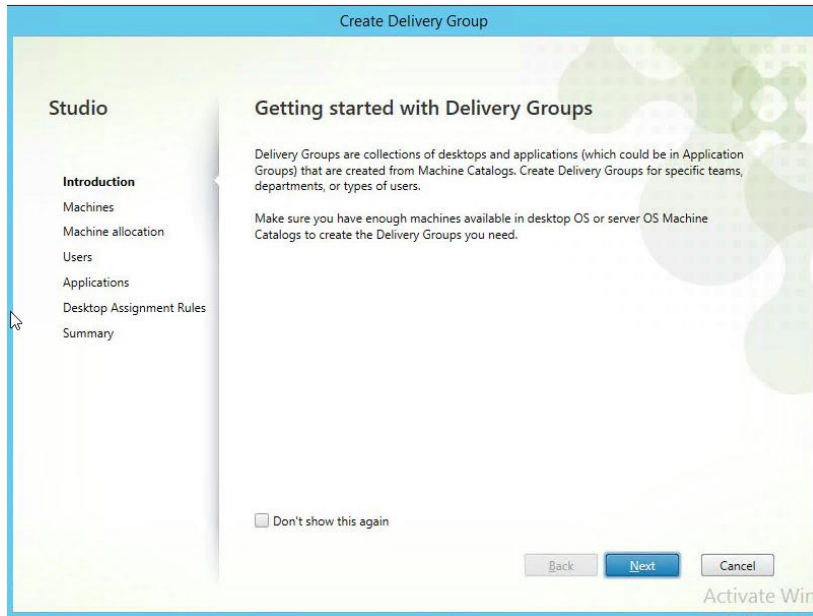 Create Delivery Group
Studio
Introduction
Machines
Machine allocation
Users
Applications
Desktop Assignment Rules
Summary
Getting started with Delivery Groups
Delivery Groups are collections of desktops and applications (which could be in Application
Groups) that are created from Machine Catalogs. Create Delivery Groups for specific teams,
departments, or types of users.
Make sure you have enough machines available in desktop OS or server OS Machine
Catalogs to create the Delivery Groups you need.
Don't show this again
Back
Next
Cancel
Activate Win